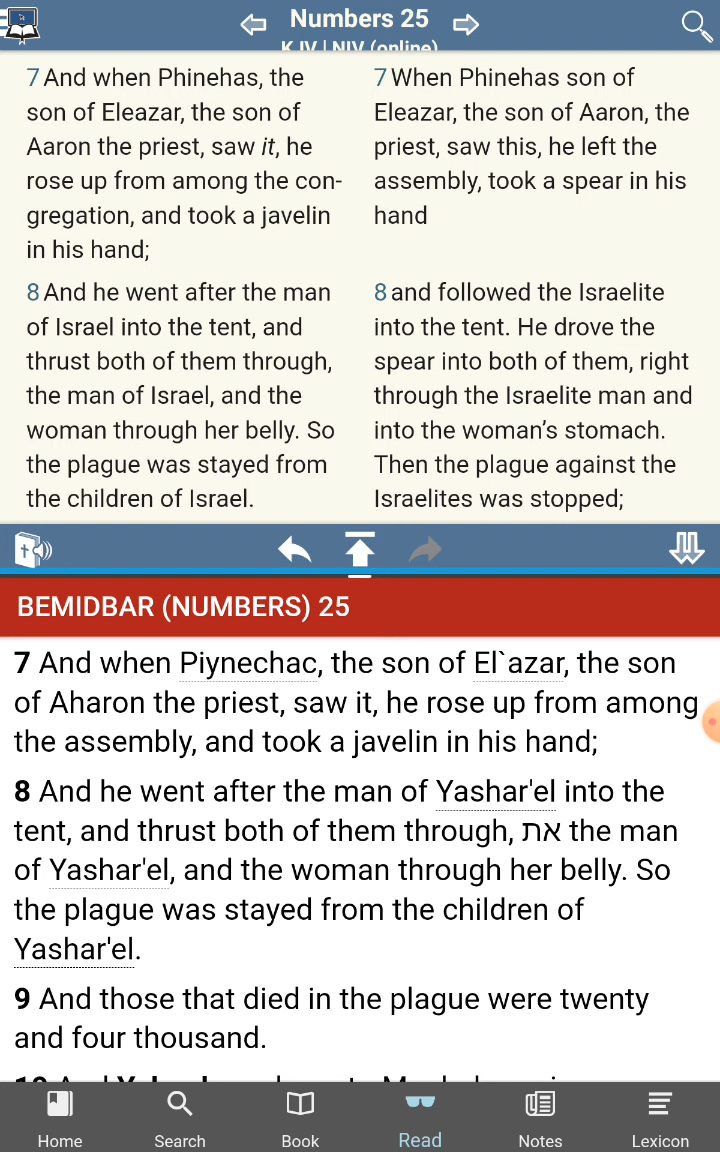 Numbers 25
KJV | NIV (online)
7 And when Phinehas, the
son of Eleazar, the son of
Aaron the priest, saw it, he
rose up from among the con-
gregation, and took a javelin
in his hand;
8 And he went after the man
of Israel into the tent, and
thrust both of them through,
the man of Israel, and the
woman through her belly. So
the plague was stayed from
the children of Israel.
7 When Phinehas son of
Eleazar, the son of Aaron, the
priest, saw this, he left the
assembly, took a spear in his
hand
8 and followed the Israelite
into the tent. He drove the
spear into both of them, right
through the Israelite man and
into the woman’s stomach.
Then the plague against the
Israelites was stopped;
BEMIDBAR (NUMBERS) 25
7 And when Piynechac, the son of El`azar, the son
of Aharon the priest, saw it, he rose up from among
the assembly, and took a javelin in his hand;
8 And he went after the man of Yashar'el into the
tent, and thrust both of them through, את the man
of Yashar'el, and the woman through her belly. So
the plague was stayed from the children of
Yashar'el.
9 And those that died in the plague were twenty
and four thousand.
Home Search Book Read Notes Lexicon